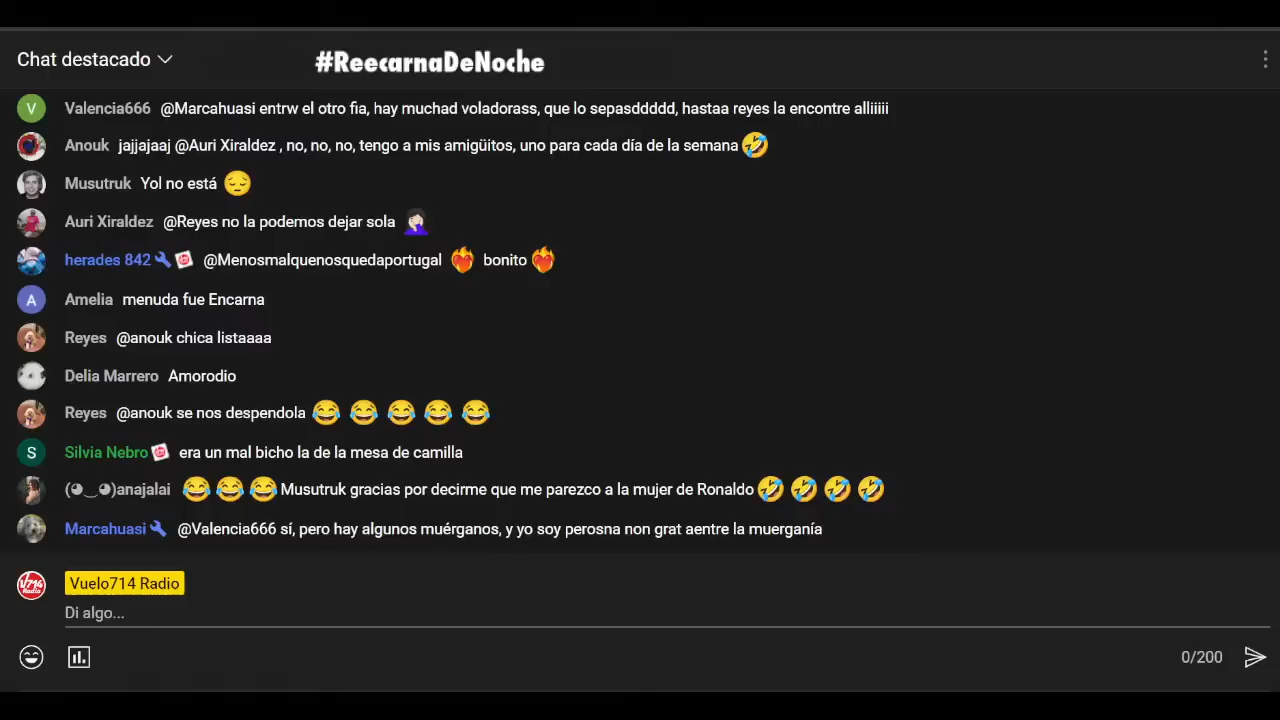 Chat destacado
#ReecarnaDeNoche
V Valencia666 @Marcahuasi entrw el otro fia, hay muchad voladorass, que lo sepasddddd, hastaa reyes la encontre alliiiii
Anouk jajjajaaj @Auri Xiraldez , no, no, no, tengo a mis amigüitos, uno para cada día de la semana 🤣
Musutruk Yol no está 😔
Auri Xiraldez @Reyes no la podemos dejar sola 🤦🏻‍♀️
herades 842 @Menosmalquenosquedaportugal ❤️‍🔥 bonito ❤️‍🔥
A Amelia menuda fue Encarna
Reyes @anouk chica listaaaa
Delia Marrero Amorodio
Reyes @anouk se nos despendola 😂 😂 😂 😂 😂
S Silvia Nebro era un mal bicho la de la mesa de camilla
(◕‿◕)anajalai 😂 😂 😂 Musutruk gracias por decirme que me parezco a la mujer de Ronaldo 🤣 🤣 🤣 🤣
Marcahuasi @Valencia666 sí, pero hay algunos muérganos, y yo soy perosna non grat aentre la muerganía
V714 Radio Vuelo714 Radio
Di algo...
0/200